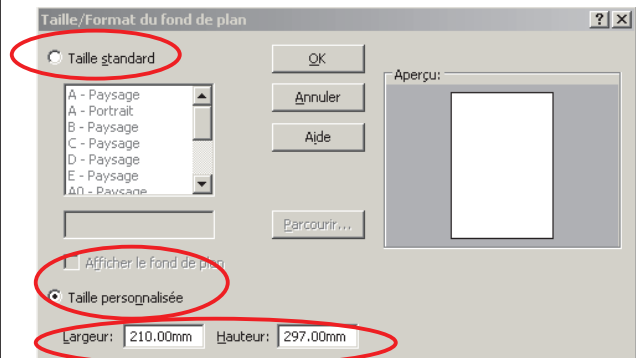 Taille/Format du fond de plan
Taille standard
OK
Aperçu:
A - Paysage
A - Portrait
B - Paysage
C - Paysage
D - Paysage
E - Paysage
A0 - Paysage
Annuler
Aide
Parcourir...
Afficher le fond de plan
Taille personnalisée
Largeur: 210.00mm Hauteur: 297.00mm